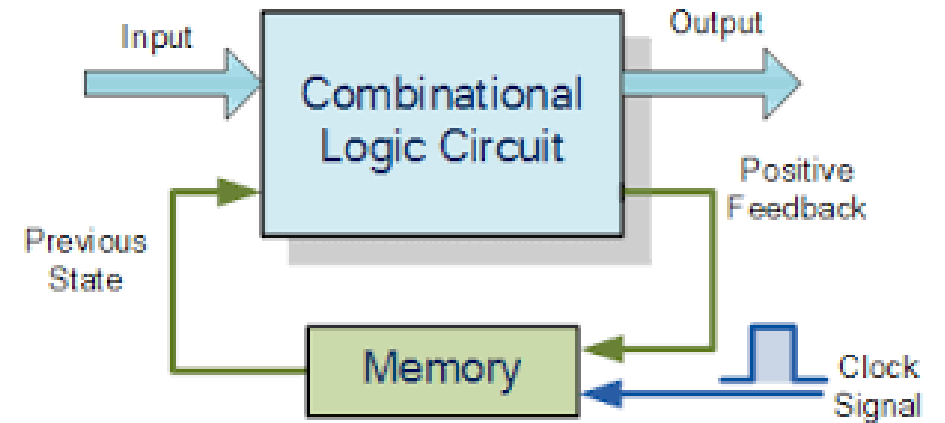 Input
Output
Combinational
Logic Circuit
Positive
Feedback
Previous
State
Memory
Clock
Signal